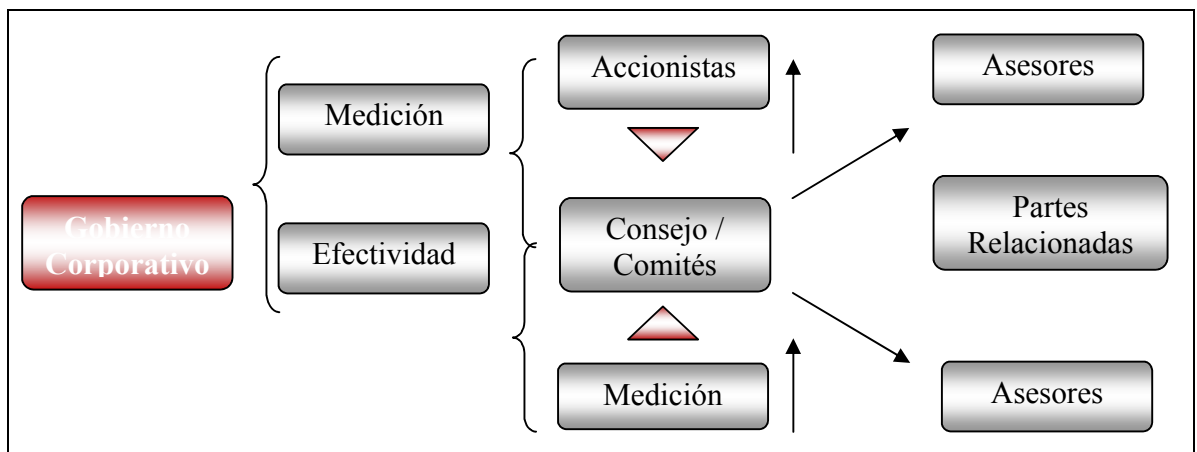 Gobierno
Corporativo
Medición
Efectividad
Accionistas
Consejo /
Comités
Medición
Asesores
Partes
Relacionadas
Asesores